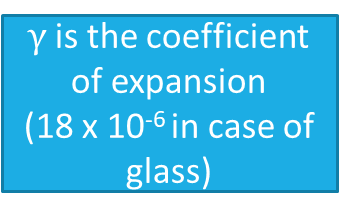 γ is the coefficient
of expansion
(18 x 10⁻⁶ in case of
glass)